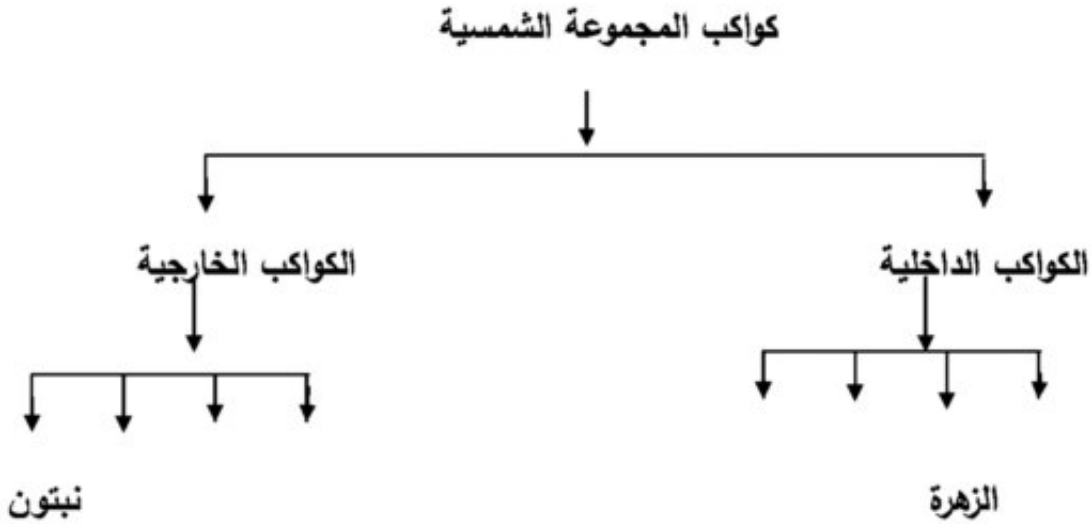 كواكب المجموعة الشمسية
الكواكب الداخلية
الكواكب الخارجية
الزهرة
نبتون